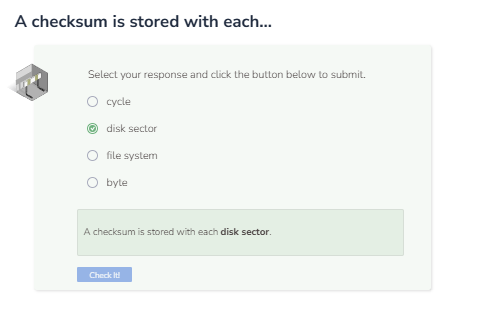 A checksum is stored with each...
Select your response and click the button below to submit.
cycle
disk sector
file system
byte
A checksum is stored with each disk sector.
Check It!